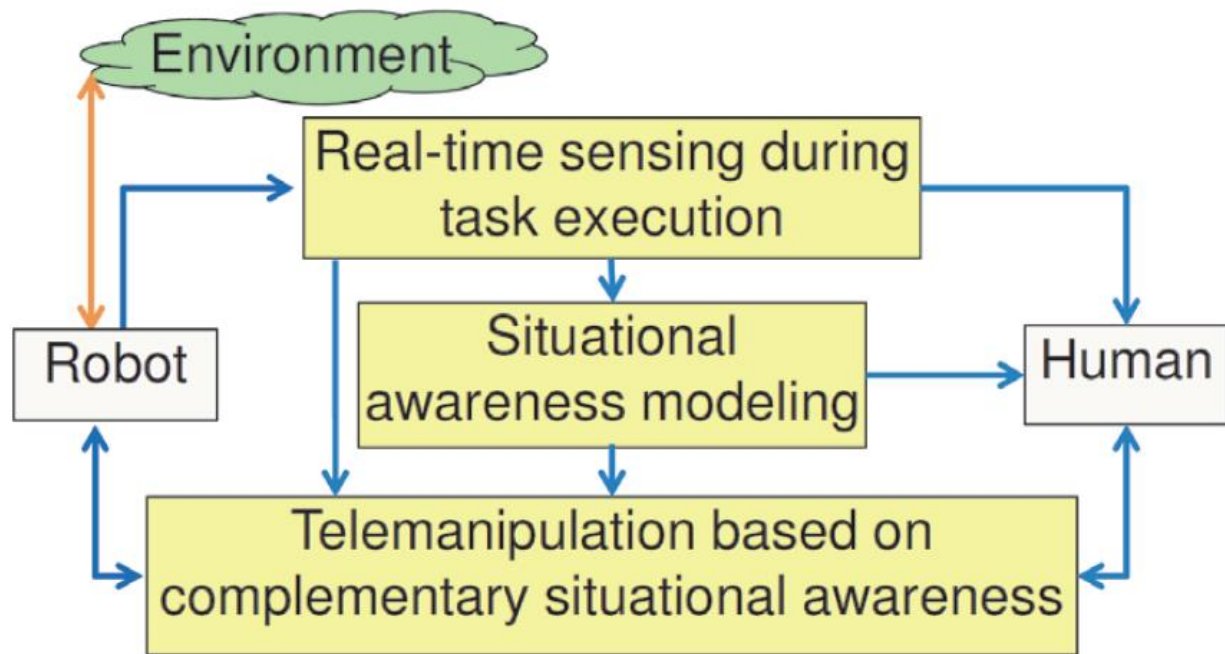 Environment
Real-time sensing during
task execution
Robot
Situational
awareness modeling
Human
Telemanipulation based on
complementary situational awareness